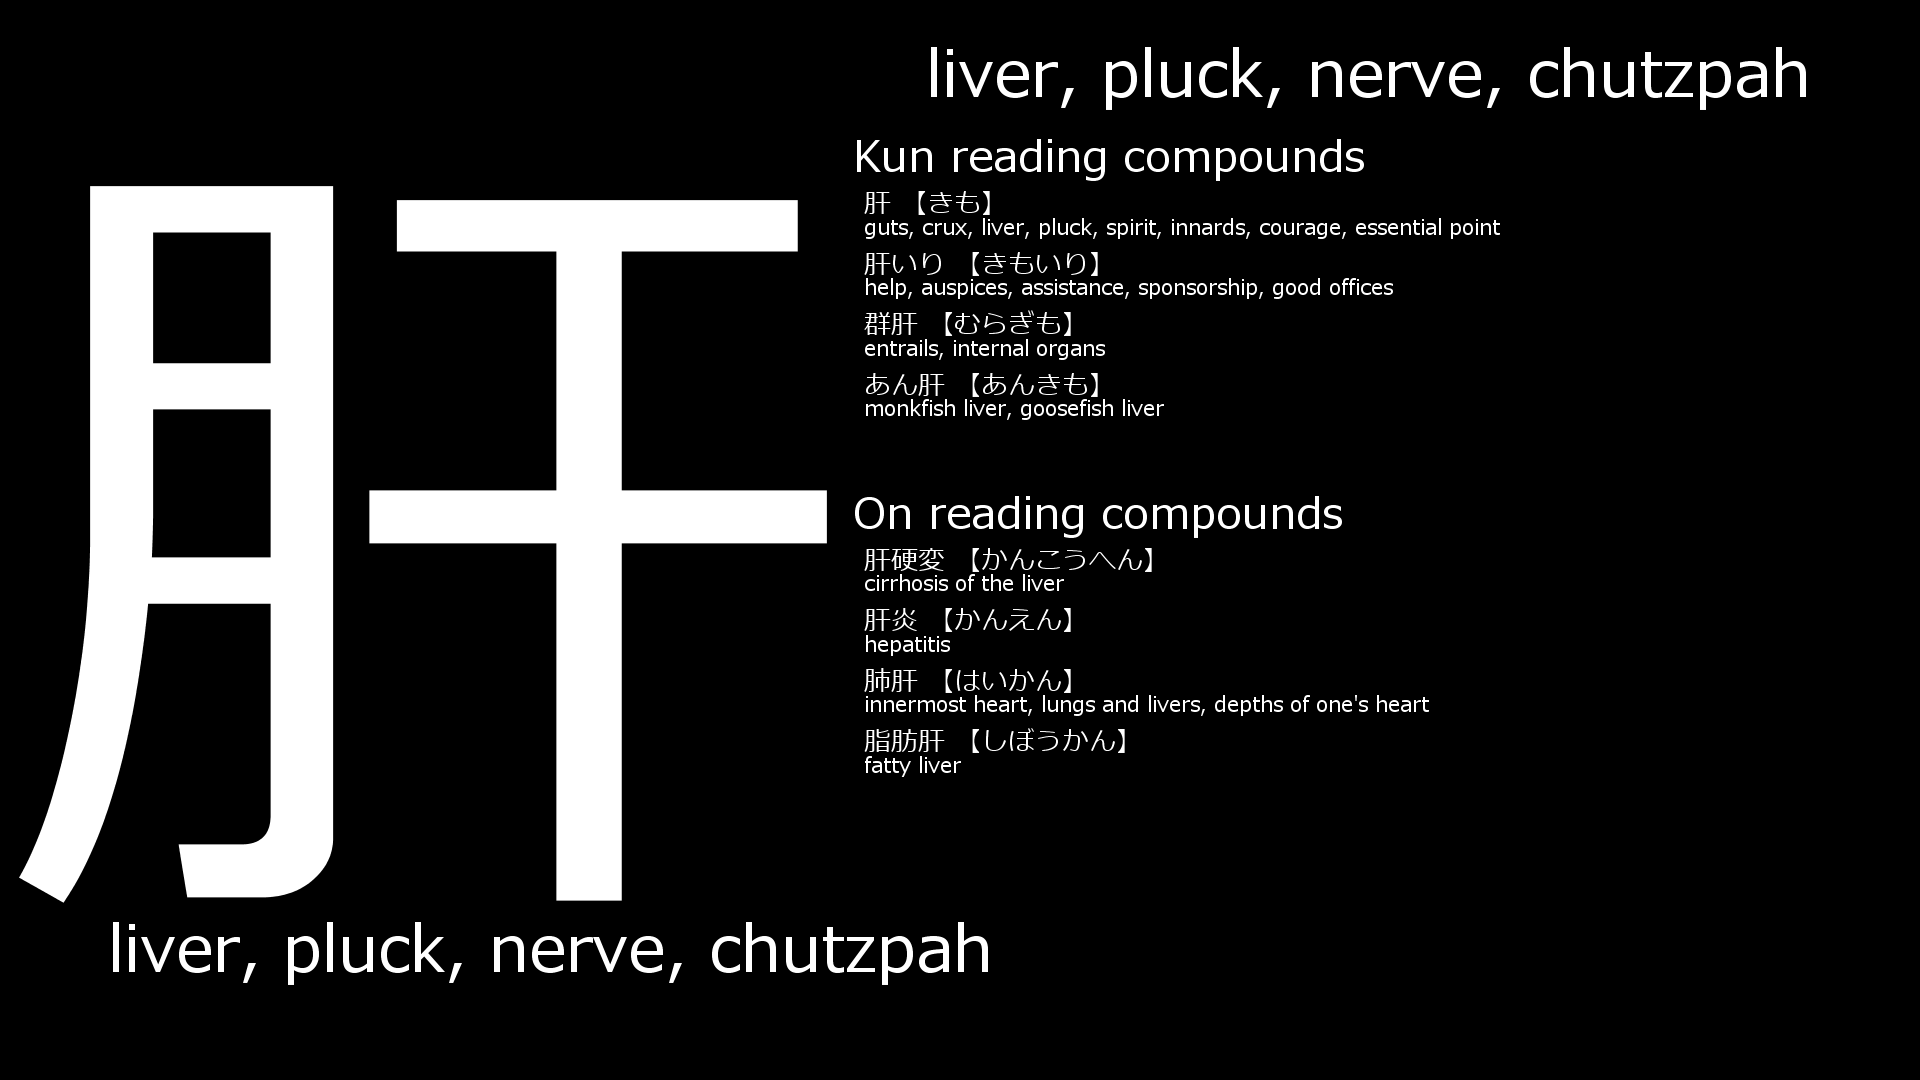 肝
liver, pluck, nerve, chutzpah
liver, pluck, nerve, chutzpah
Kun reading compounds
肝 【きも】
guts, crux, liver, pluck, spirit, innards, courage, essential point
肝いり 【きもいり】
help, auspices, assistance, sponsorship, good offices
群肝 【むらぎも】
entrails, internal organs
あん肝 【あんきも】
monkfish liver, goosefish liver
On reading compounds
肝硬変 【かんこうへん】
cirrhosis of the liver
肝炎 【かんえん】
hepatitis
肺肝 【はいかん】
innermost heart, lungs and livers, depths of one's heart
脂肪肝 【しぼうかん】
fatty liver